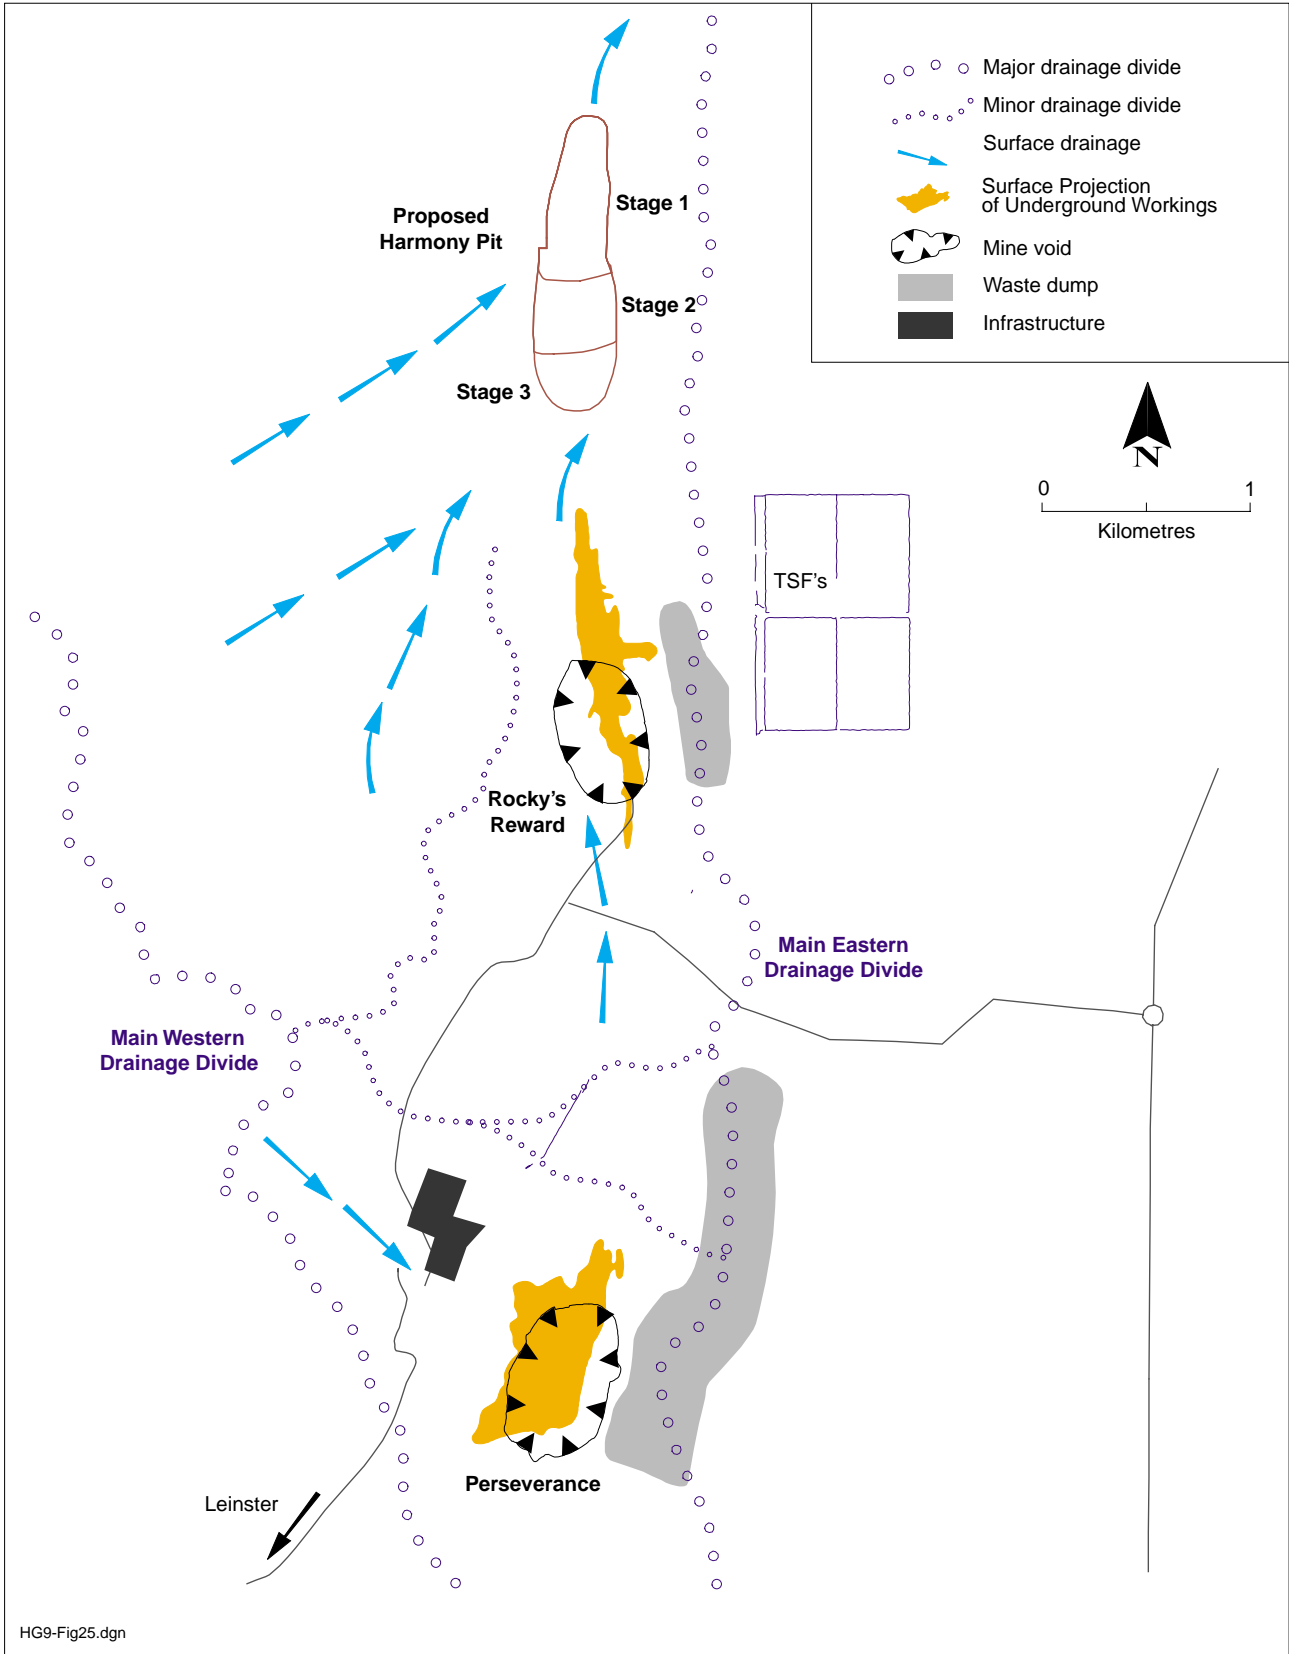 Major drainage divide
Minor drainage divide
Surface drainage
Surface Projection
of Underground Workings
Mine void
Waste dump
Infrastructure
Stage 1
Proposed
Harmony Pit
Stage 2
Stage 3
N
0 1
Kilometres
TSF's
Rocky's
Reward
Main Eastern
Drainage Divide
Main Western
Drainage Divide
Perseverance
Leinster
HG9-Fig25.dgn